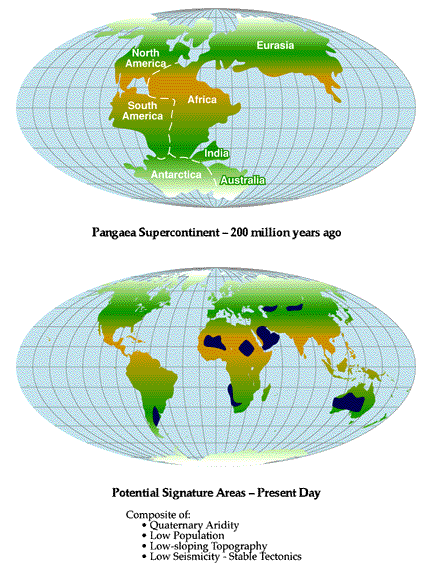 North
America
Eurasia
South
America
Africa
India
Antarctica
Australia
Pangaea Supercontinent – 200 million years ago
Potential Signature Areas – Present Day
Composite of:
• Quaternary Aridity
• Low Population
• Low-sloping Topography
• Low Seismicity - Stable Tectonics